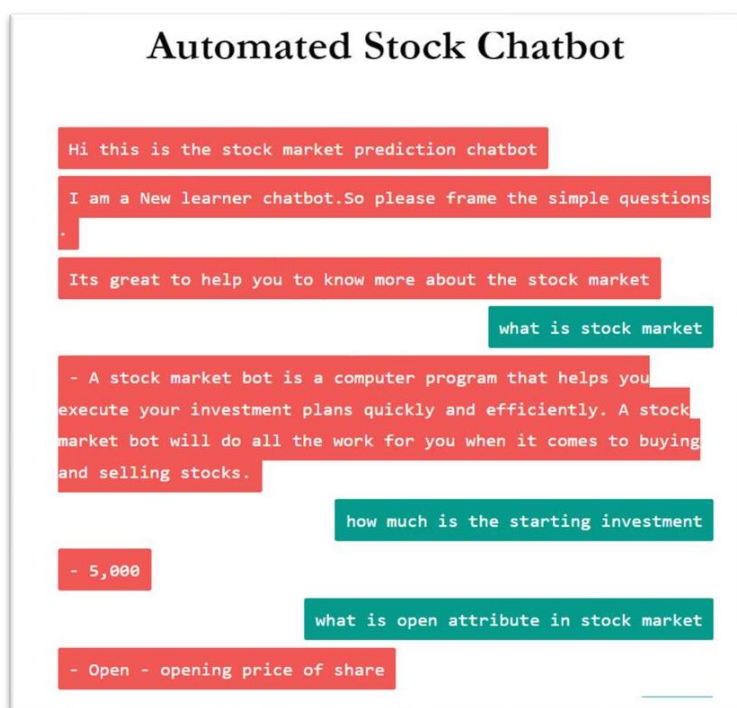 Automated Stock Chatbot
Hi this is the stock market prediction chatbot
I am a New learner chatbot.So please frame the simple questions
.
Its great to help you to know more about the stock market
what is stock market
- A stock market bot is a computer program that helps you
execute your investment plans quickly and efficiently. A stock
market bot will do all the work for you when it comes to buying
and selling stocks.
how much is the starting investment
- 5,000
what is open attribute in stock market
- Open - opening price of share